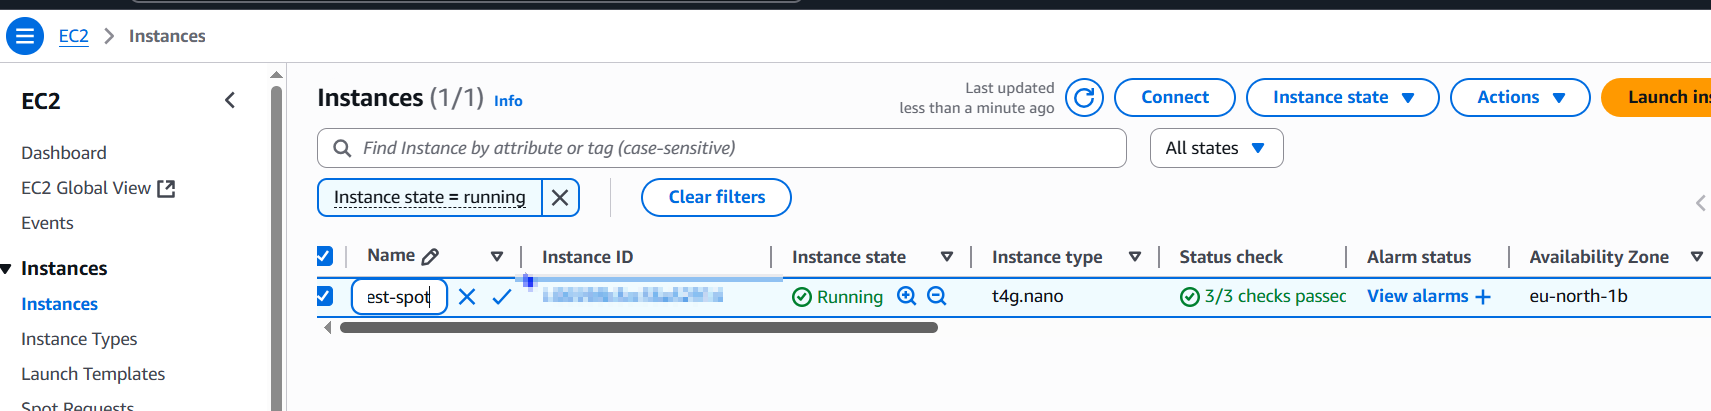 EC2 > Instances
EC2
Dashboard
EC2 Global View
Events
Instances
Instances
Instance Types
Launch Templates
Spot Requests
Instances (1/1) Info
Last updated
less than a minute ago
Connect
Instance state
Actions
Launch ins
Find Instance by attribute or tag (case-sensitive)
All states
Instance state = running
Clear filters
Name Instance ID Instance state Instance type Status check Alarm status Availability Zone
est-spot Running t4g.nano 3/3 checks passec View alarms + eu-north-1b